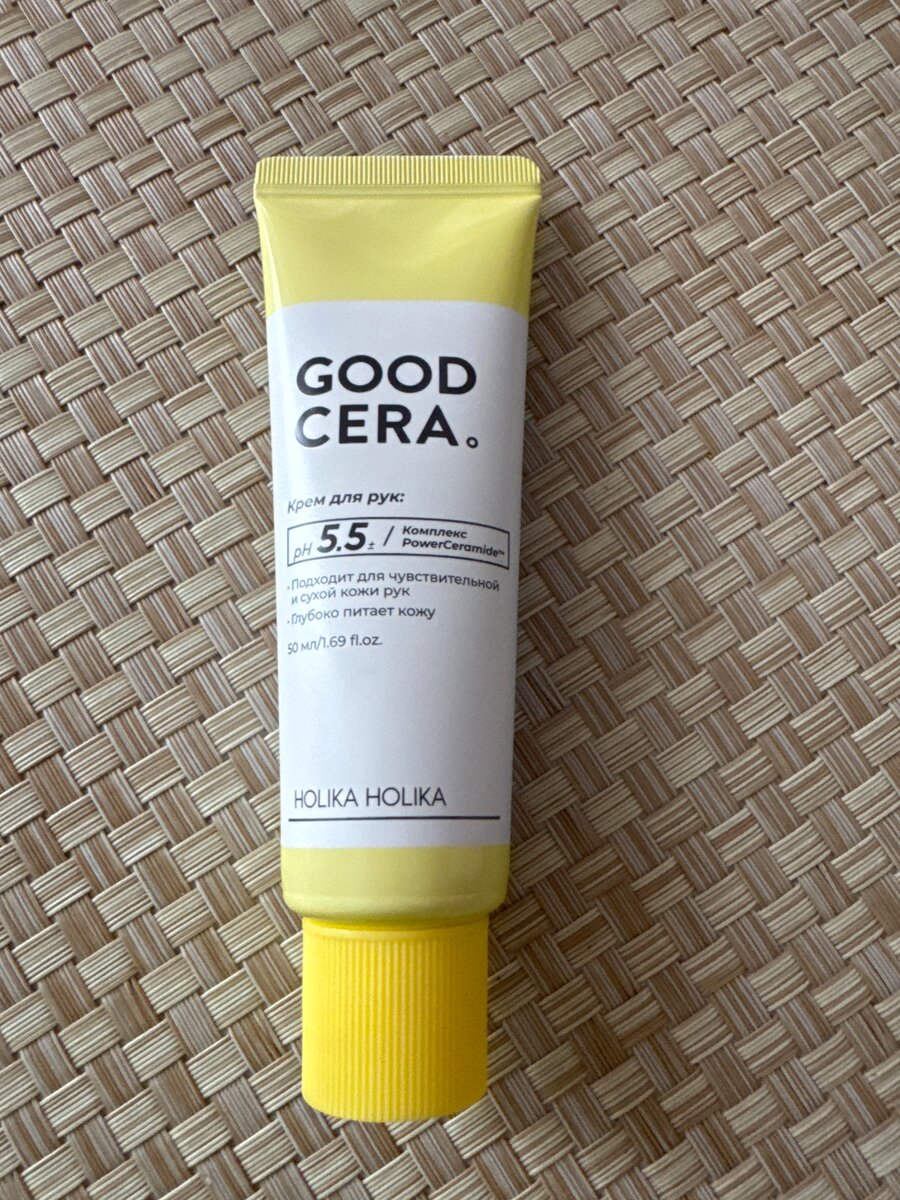 GOOD
CERA.
Крем для рук:
pH 5.5± / Комплекс
PowerCeramide™
• Подходит для чувствительной
и сухой кожи рук
• Глубоко питает кожу
50 мл/1.69 fl.oz.
HOLIKA HOLIKA